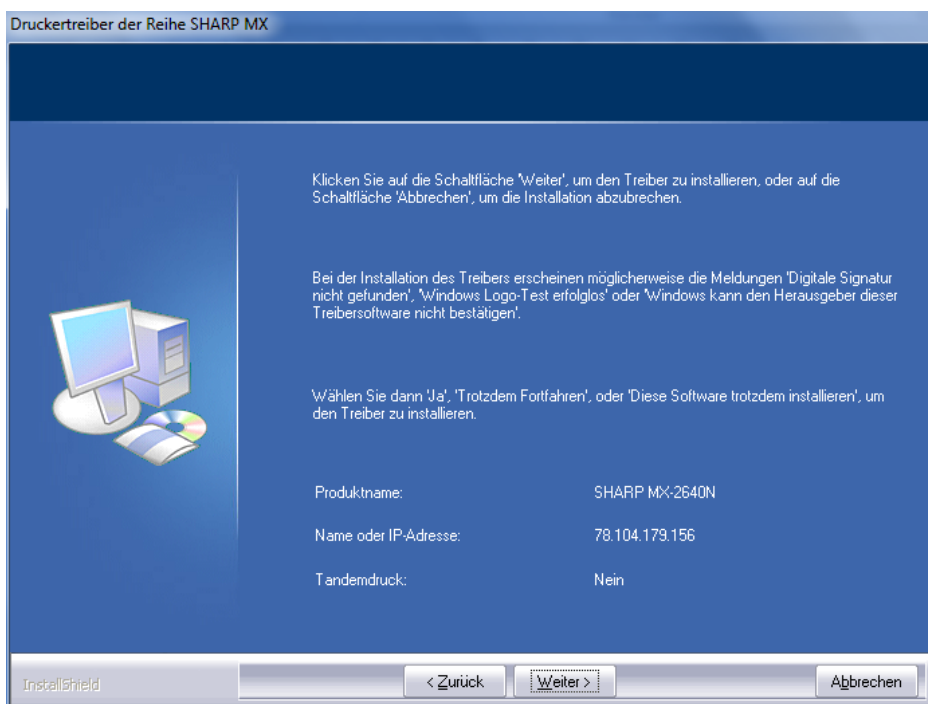 Druckertreiber der Reihe SHARP MX
Klicken Sie auf die Schaltfläche 'Weiter', um den Treiber zu installieren, oder auf die
Schaltfläche 'Abbrechen', um die Installation abzubrechen.
Bei der Installation des Treibers erscheinen möglicherweise die Meldungen 'Digitale Signatur
nicht gefunden', 'Windows Logo-Test erfolglos' oder 'Windows kann den Herausgeber dieser
Treibersoftware nicht bestätigen'.
Wählen Sie dann 'Ja', 'Trotzdem Fortfahren', oder 'Diese Software trotzdem installieren', um
den Treiber zu installieren.
Produktname: SHARP MX-2640N
Name oder IP-Adresse: 78.104.179.156
Tandemdruck: Nein
InstallShield < Zurück Weiter > Abbrechen